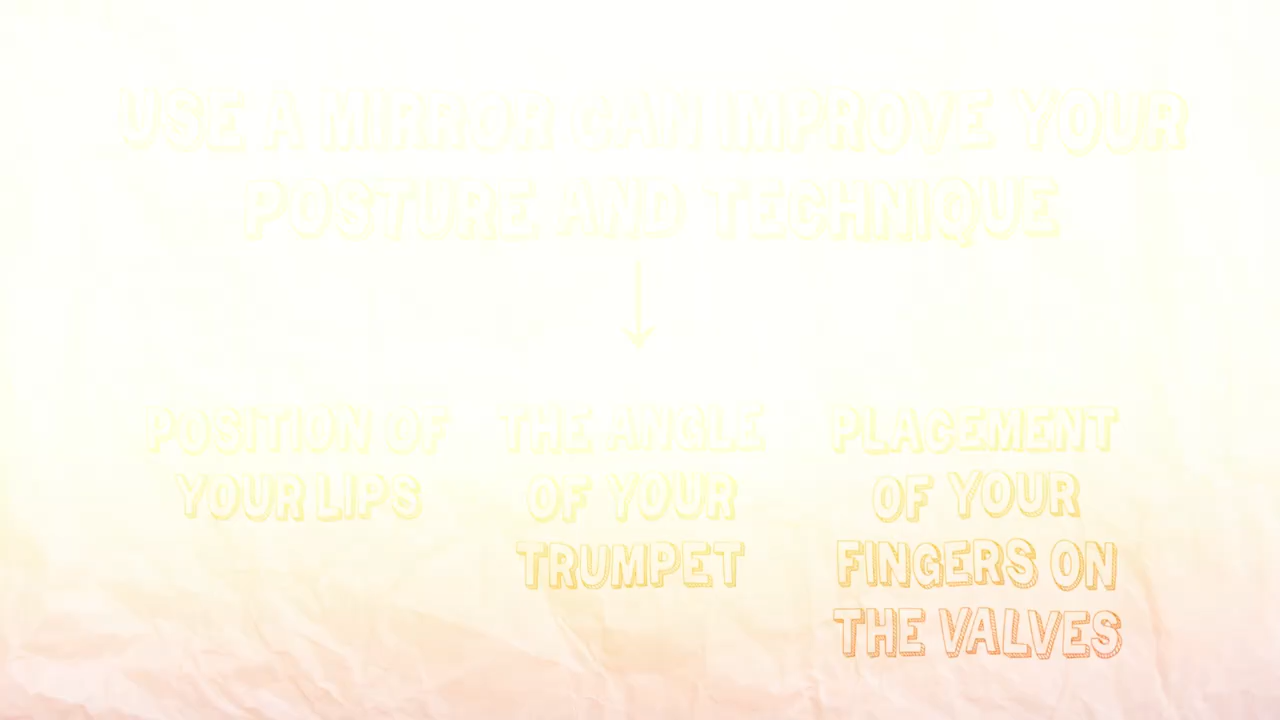 USE A MIRROR CAN IMPROVE YOUR
POSTURE AND TECHNIQUE
POSITION OF
YOUR LIPS
THE ANGLE
OF YOUR
TRUMPET
PLACEMENT
OF YOUR
FINGERS ON
THE VALVES